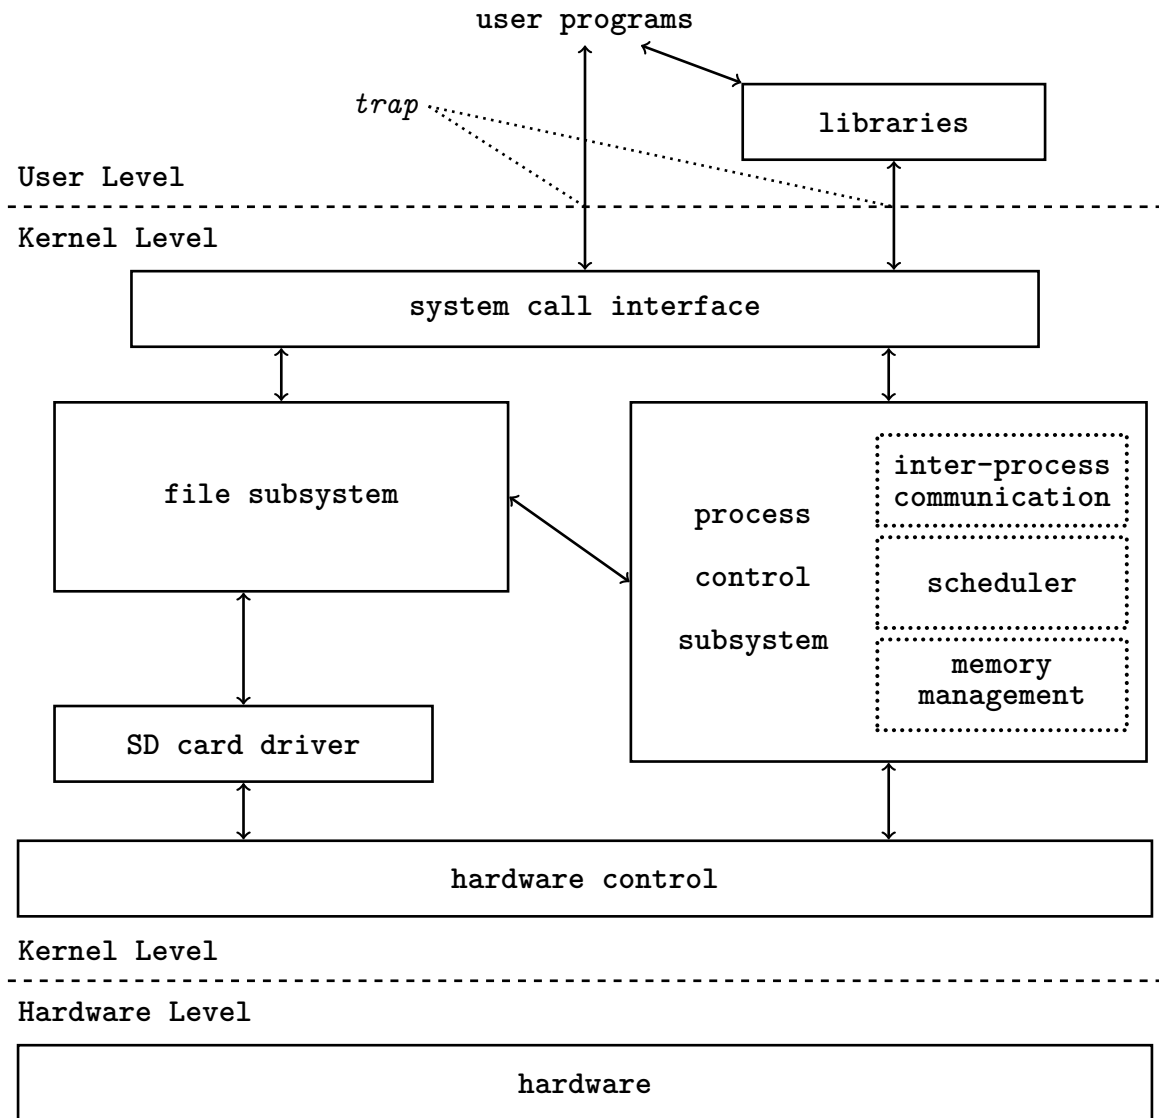 user programs
trap
libraries
User Level
Kernel Level
system call interface
file subsystem
process
control
subsystem
inter-process
communication
scheduler
memory
management
SD card driver
hardware control
Kernel Level
Hardware Level
hardware